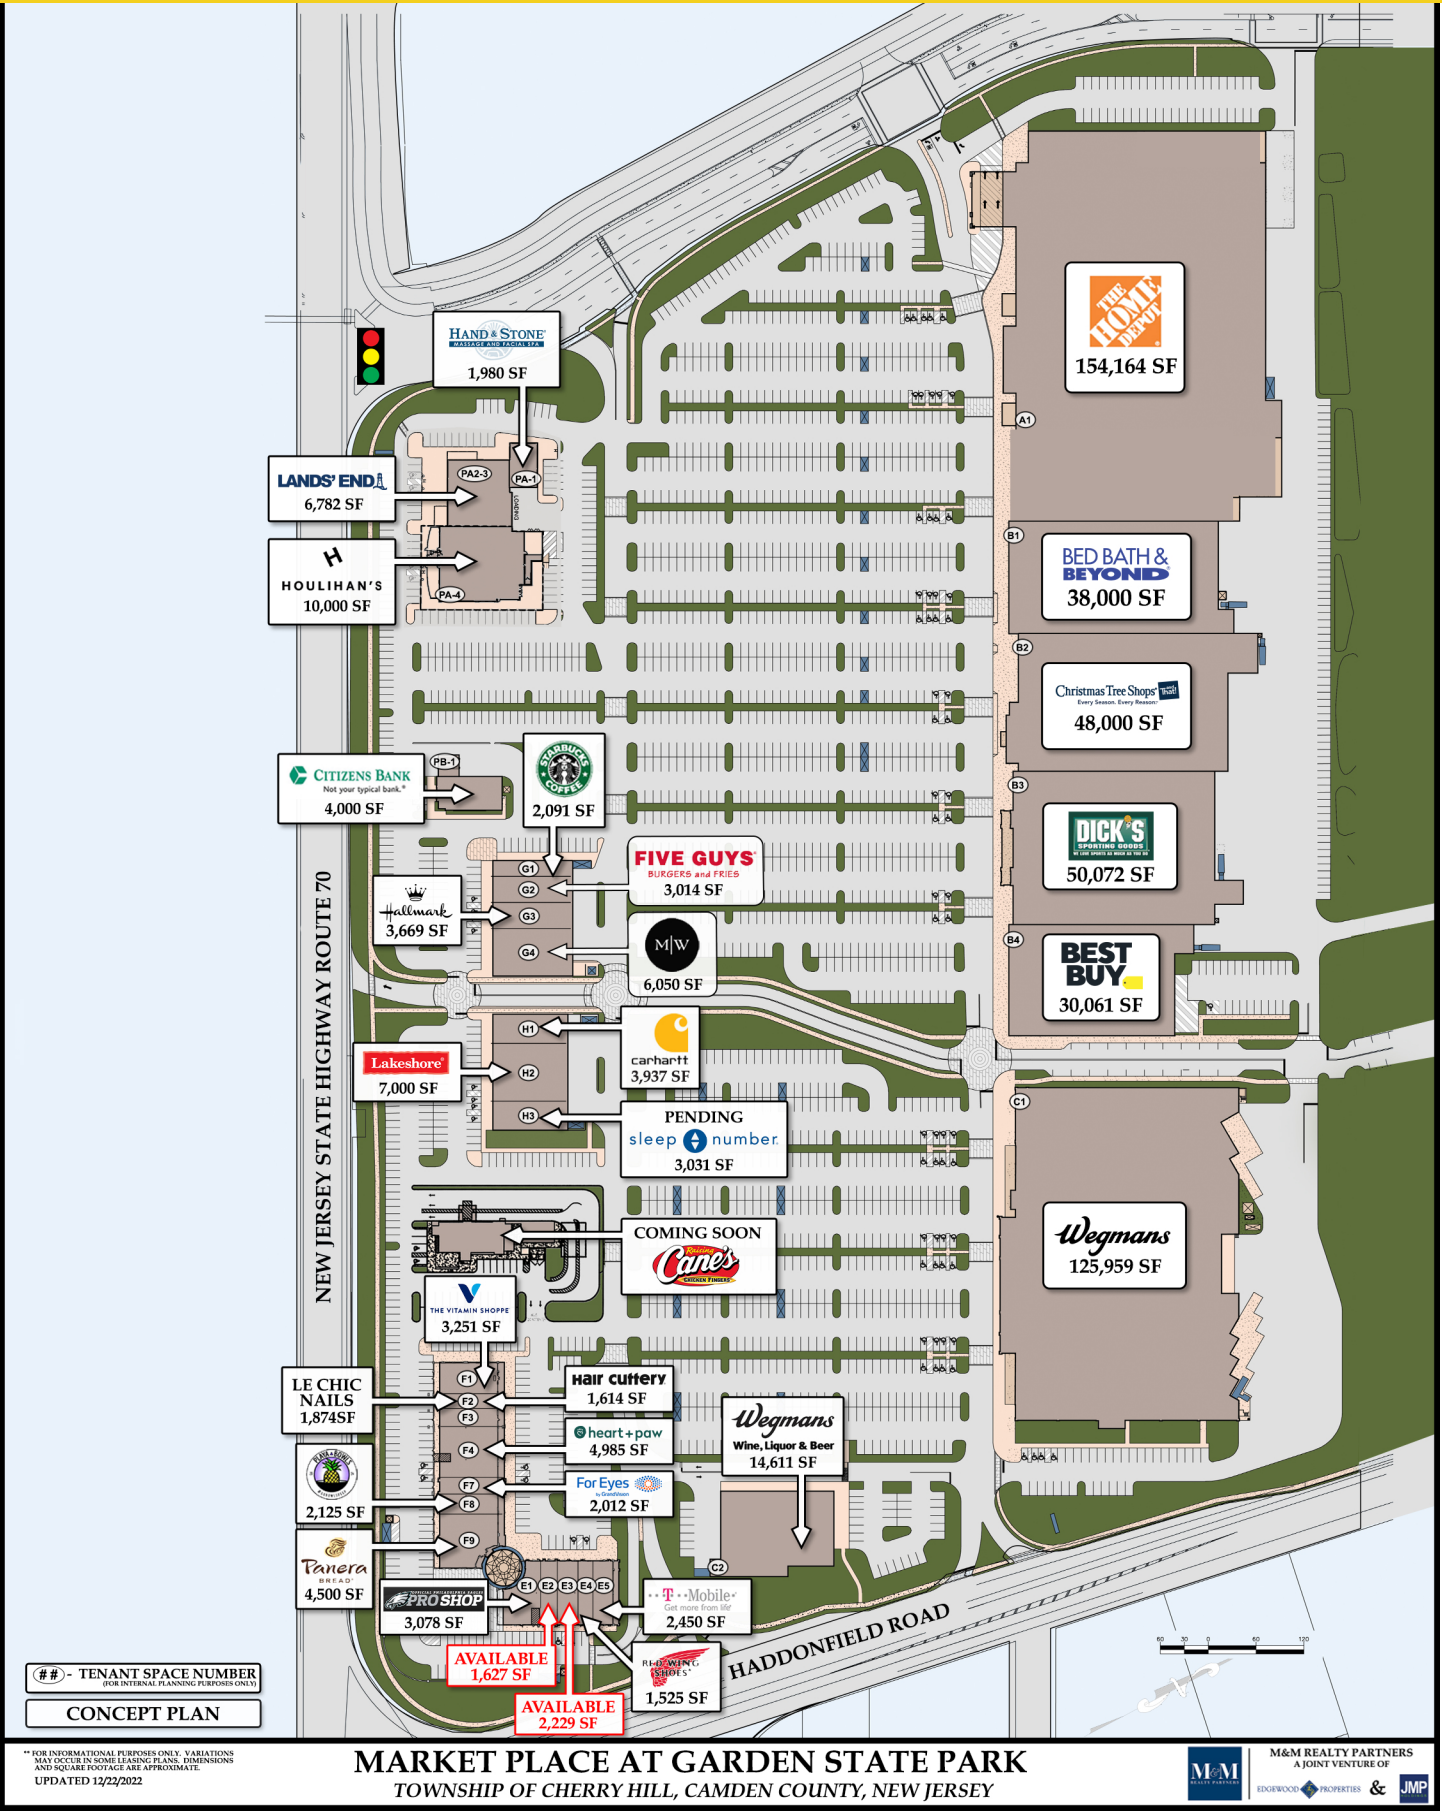 HAND & STONE®
MASSAGE AND FACIAL SPA
1,980 SF
THE
HOME
DEPOT
154,164 SF
A1
LANDS' END
6,782 SF
PA2-3
PA-1
LOADING
HOULIHAN'S
10,000 SF
PA-4
B1
BED BATH &
BEYOND
38,000 SF
B2
Christmas Tree Shops
and
That!
Every Season. Every Reason.
48,000 SF
CITIZENS BANK
Not your typical bank.®
4,000 SF
PB-1
STARBUCKS
COFFEE
2,091 SF
B3
DICK'S
SPORTING GOODS
50,072 SF
G1
G2
G3
G4
FIVE GUYS
BURGERS and FRIES
3,014 SF
Hallmark
3,669 SF
M|W
6,050 SF
B4
BEST
BUY
30,061 SF
NEW JERSEY STATE HIGHWAY ROUTE 70
H1
H2
H3
carhartt
3,937 SF
Lakeshore®
7,000 SF
PENDING
sleep number.
3,031 SF
C1
Wegmans
125,959 SF
COMING SOON
Raising
Cane's
CHICKEN FINGERS
THE VITAMIN SHOPPE
3,251 SF
F1
F2
F3
F4
F7
F8
F9
LE CHIC
NAILS
1,874SF
Hair Cuttery
1,614 SF
heart+paw
4,985 SF
For Eyes
by GrandVision
2,012 SF
PLAYA BOWLS
2,125 SF
Panera
BREAD®
4,500 SF
Wegmans
Wine, Liquor & Beer
14,611 SF
C2
E1
E2
E3
E4
E5
PRO SHOP
3,078 SF
T Mobile
Get more from life®
2,450 SF
AVAILABLE
1,627 SF
AVAILABLE
2,229 SF
RED WING
SHOES
1,525 SF
HADDONFIELD ROAD
60 30 0 60 120
## - TENANT SPACE NUMBER
(FOR INTERNAL PLANNING PURPOSES ONLY)
CONCEPT PLAN
** FOR INFORMATIONAL PURPOSES ONLY. VARIATIONS
MAY OCCUR IN SOME LEASING PLANS. DIMENSIONS
AND SQUARE FOOTAGE ARE APPROXIMATE.
UPDATED 12/22/2022
MARKET PLACE AT GARDEN STATE PARK
TOWNSHIP OF CHERRY HILL, CAMDEN COUNTY, NEW JERSEY
M&M
REALTY PARTNERS
M&M REALTY PARTNERS
A JOINT VENTURE OF
EDGEWOOD PROPERTIES & JMP